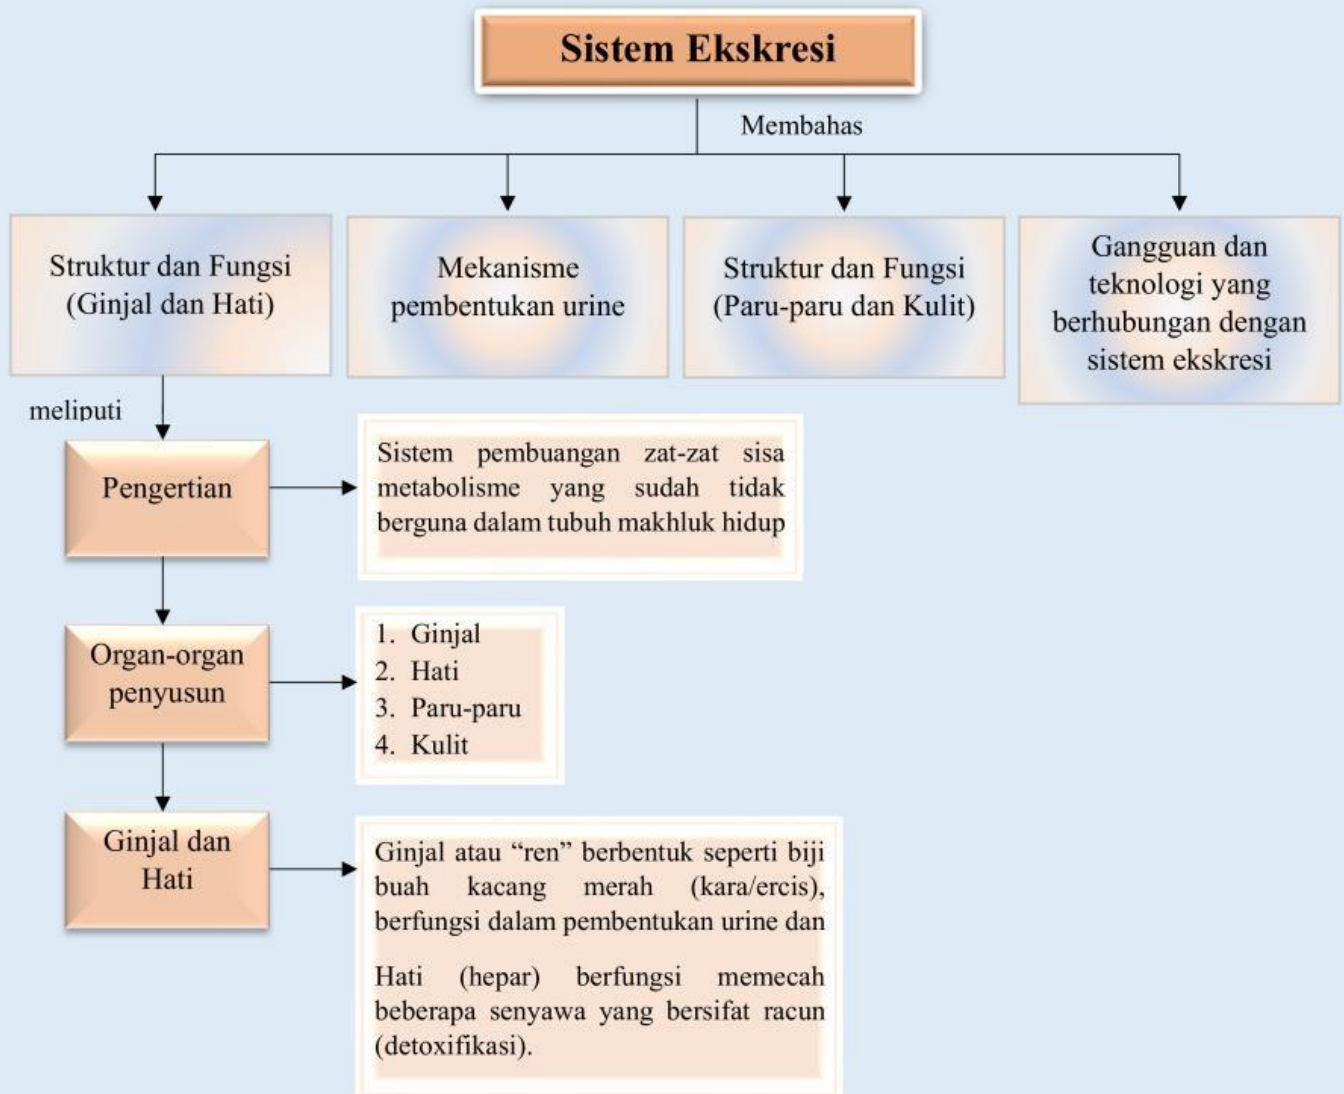 Sistem Ekskresi
Membahas
Struktur dan Fungsi
(Ginjal dan Hati)
Mekanisme
pembentukan urine
Struktur dan Fungsi
(Paru-paru dan Kulit)
Gangguan dan
teknologi yang
berhubungan dengan
sistem ekskresi
meliputi
Pengertian
Sistem pembuangan zat-zat sisa
metabolisme yang sudah tidak
berguna dalam tubuh makhluk hidup
Organ-organ
penyusun
1. Ginjal
2. Hati
3. Paru-paru
4. Kulit
Ginjal dan
Hati
Ginjal atau “ren” berbentuk seperti biji
buah kacang merah (kara/ercis),
berfungsi dalam pembentukan urine dan
Hati (hepar) berfungsi memecah
beberapa senyawa yang bersifat racun
(detoxifikasi).